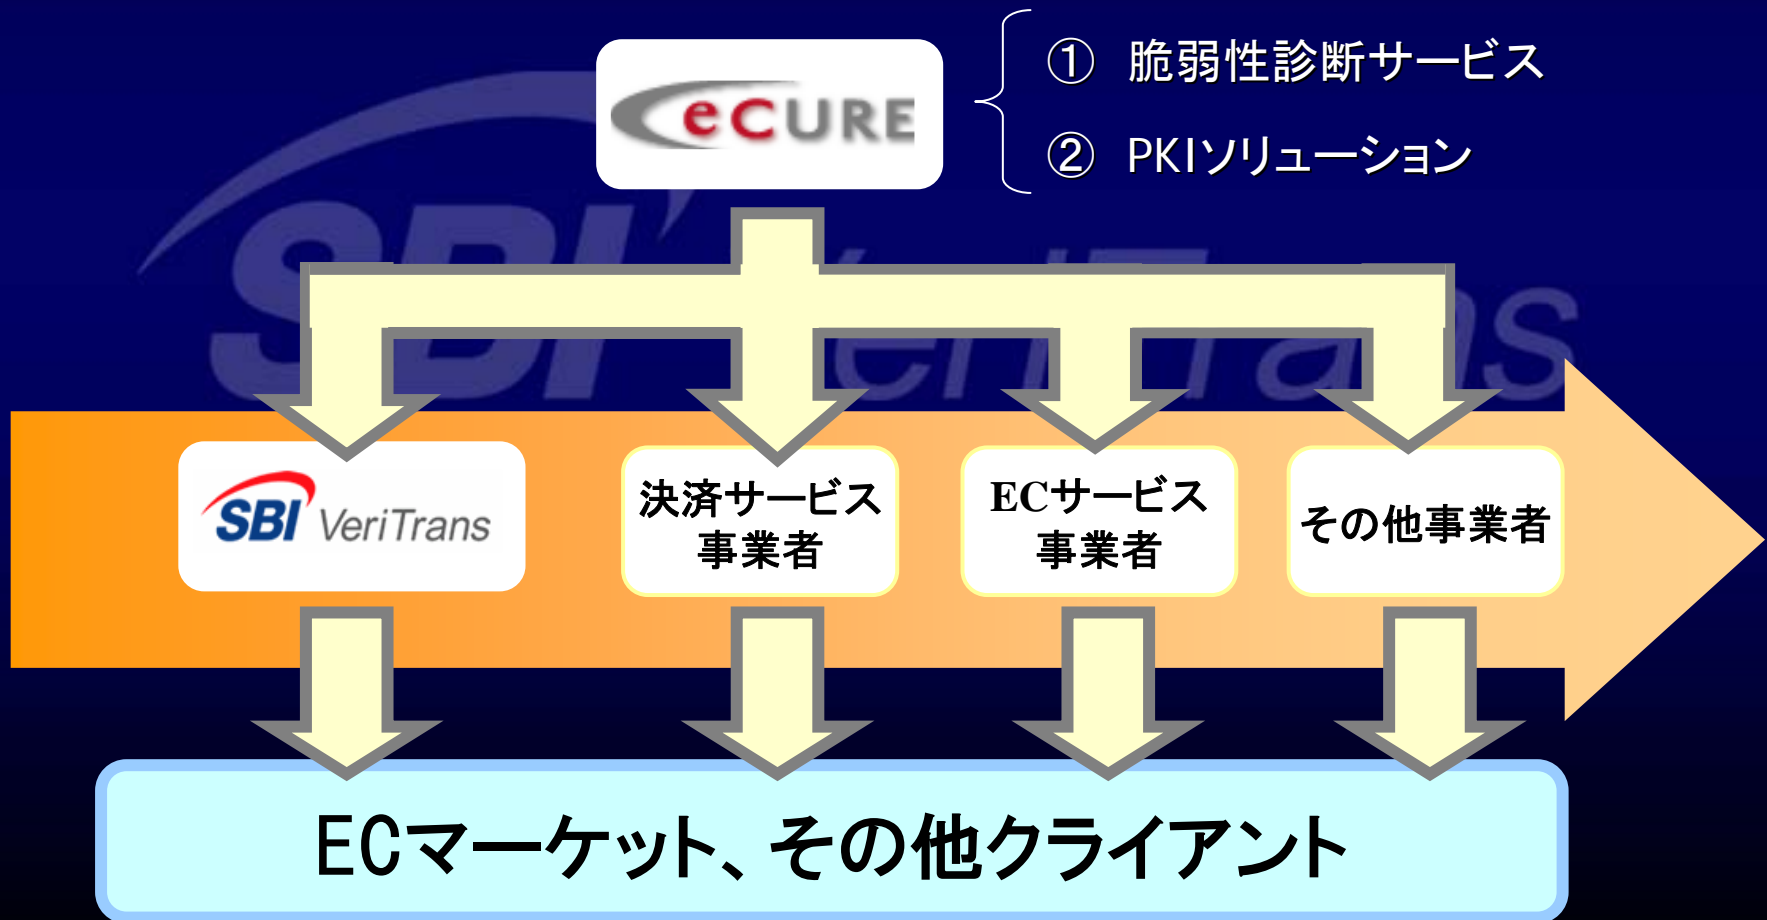 eCURE
① 脆弱性診断サービス
② PKIソリューション
SBI VeriTrans
SBI VeriTrans
決済サービス
事業者
ECサービス
事業者
その他事業者
ECマーケット、その他クライアント